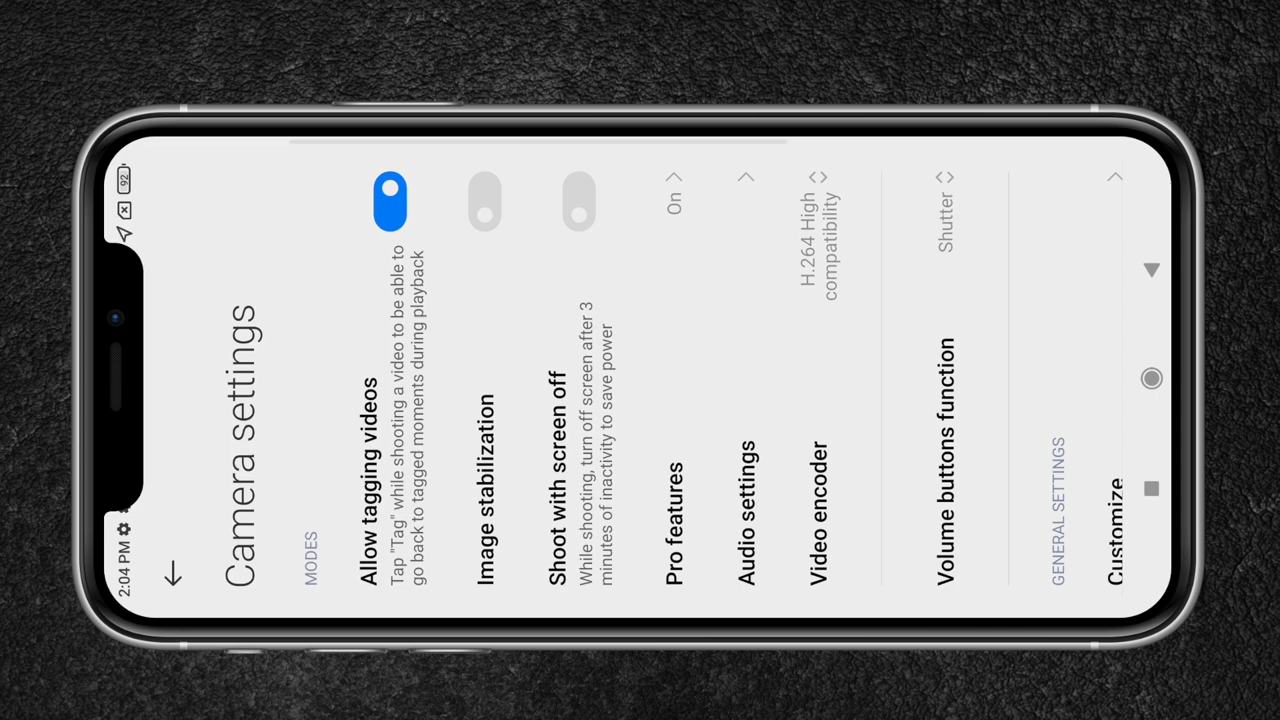 2:04 PM
92
Camera settings
MODES
Allow tagging videos
Tap "Tag" while shooting a video to be able to
go back to tagged moments during playback
Image stabilization
Shoot with screen off
While shooting, turn off screen after 3
minutes of inactivity to save power
Pro features
On
Audio settings
Video encoder
H.264 High
compatibility
Volume buttons function
Shutter
GENERAL SETTINGS
Customize